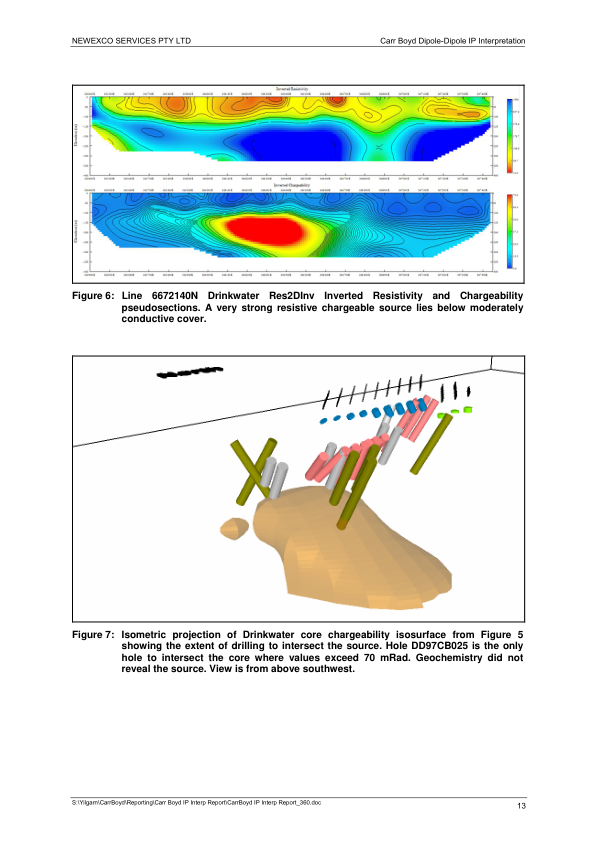 NEWEXCO SERVICES PTY LTD
Carr Boyd Dipole-Dipole IP Interpretation
Inverted Resistivity
Inverted Chargeability
Figure 6: Line 6672140N Drinkwater Res2DInv Inverted Resistivity and Chargeability
pseudosections. A very strong resistive chargeable source lies below moderately
conductive cover.
Figure 7: Isometric projection of Drinkwater core chargeability isosurface from Figure 5
showing the extent of drilling to intersect the source. Hole DD97CB025 is the only
hole to intersect the core where values exceed 70 mRad. Geochemistry did not
reveal the source. View is from above southwest.
S:\Yilgarn\CarrBoyd\Reporting\Carr Boyd IP Interp Report\CarrBoyd IP Interp Report_360.doc
13